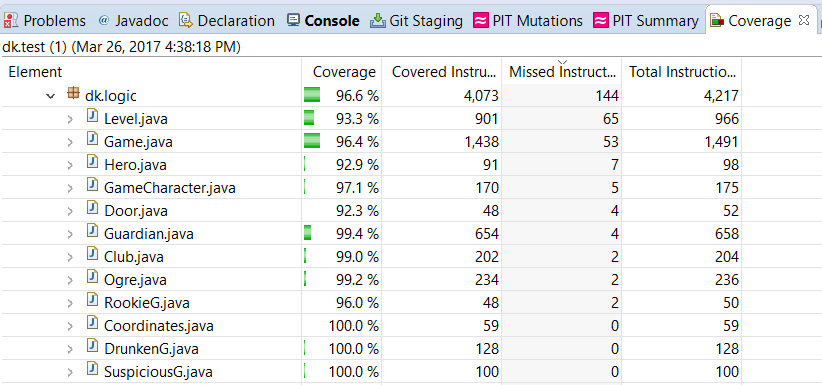 Problems @ Javadoc Declaration Console Git Staging PIT Mutations PIT Summary Coverage
dk.test (1) (Mar 26, 2017 4:38:18 PM)
Element Coverage Covered Instru... Missed Instruct... Total Instructio...
dk.logic 96.6 % 4,073 144 4,217
Level.java 93.3 % 901 65 966
Game.java 96.4 % 1,438 53 1,491
Hero.java 92.9 % 91 7 98
GameCharacter.java 97.1 % 170 5 175
Door.java 92.3 % 48 4 52
Guardian.java 99.4 % 654 4 658
Club.java 99.0 % 202 2 204
Ogre.java 99.2 % 234 2 236
RookieG.java 96.0 % 48 2 50
Coordinates.java 100.0 % 59 0 59
DrunkenG.java 100.0 % 128 0 128
SuspiciousG.java 100.0 % 100 0 100